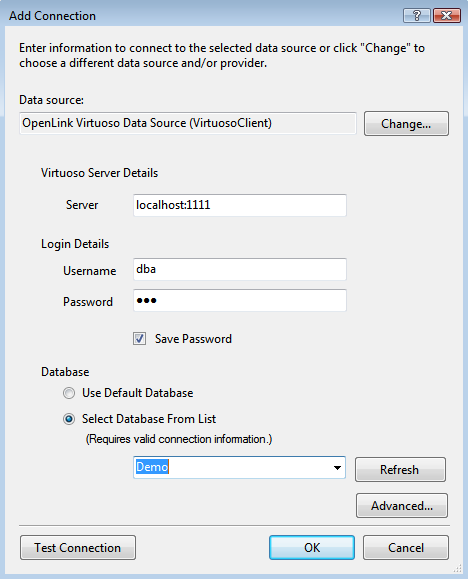 Add Connection
Enter information to connect to the selected data source or click "Change" to
choose a different data source and/or provider.
Data source:
OpenLink Virtuoso Data Source (VirtuosoClient)
Change...
Virtuoso Server Details
Server
localhost:1111
Login Details
Username
dba
Password
●●●
Save Password
Database
Use Default Database
Select Database From List
(Requires valid connection information.)
Demo
Refresh
Advanced...
Test Connection
OK
Cancel